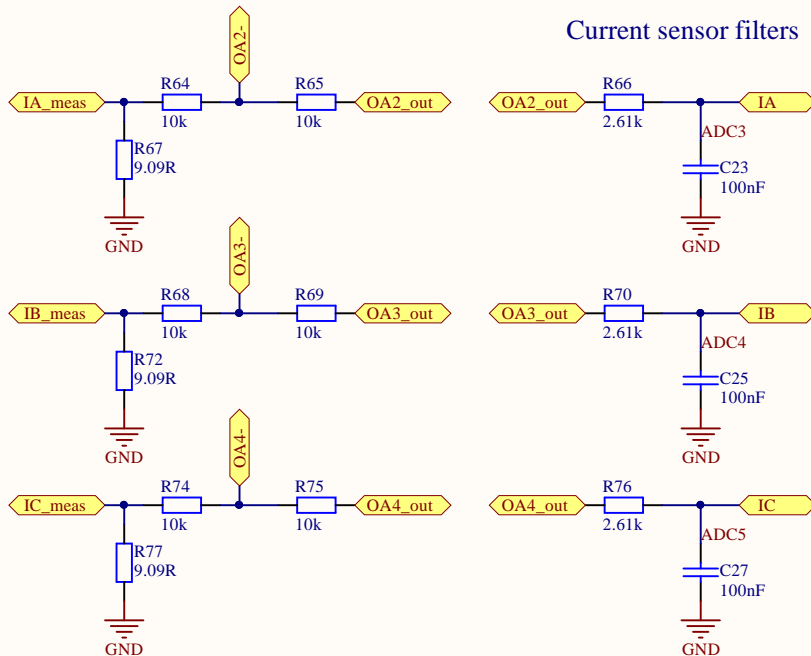 Current sensor filters
OA2-
R64
R65
R66
IA_meas
OA2_out
OA2_out
IA
10k
10k
2.61k
ADC3
R67
9.09R
C23
100nF
GND
GND
OA3-
R68
R69
R70
IB_meas
OA3_out
OA3_out
IB
10k
10k
2.61k
ADC4
R72
9.09R
C25
100nF
GND
GND
OA4-
R74
R75
R76
IC_meas
OA4_out
OA4_out
IC
10k
10k
2.61k
ADC5
R77
9.09R
C27
100nF
GND
GND